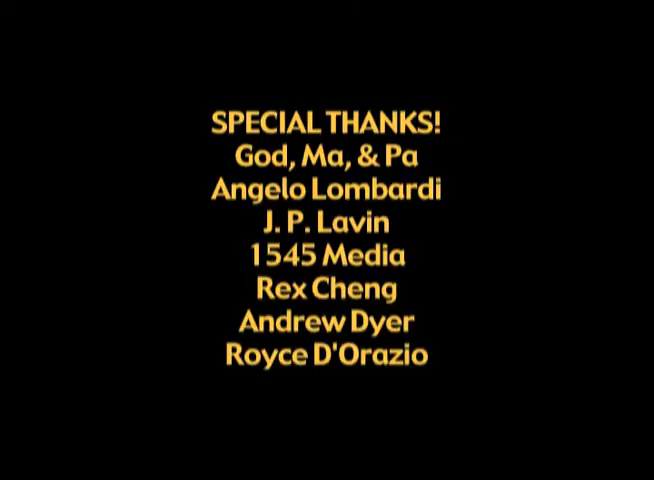 SPECIAL THANKS!
God, Ma, & Pa
Angelo Lombardi
J. P. Lavin
1545 Media
Rex Cheng
Andrew Dyer
Royce D'Orazio